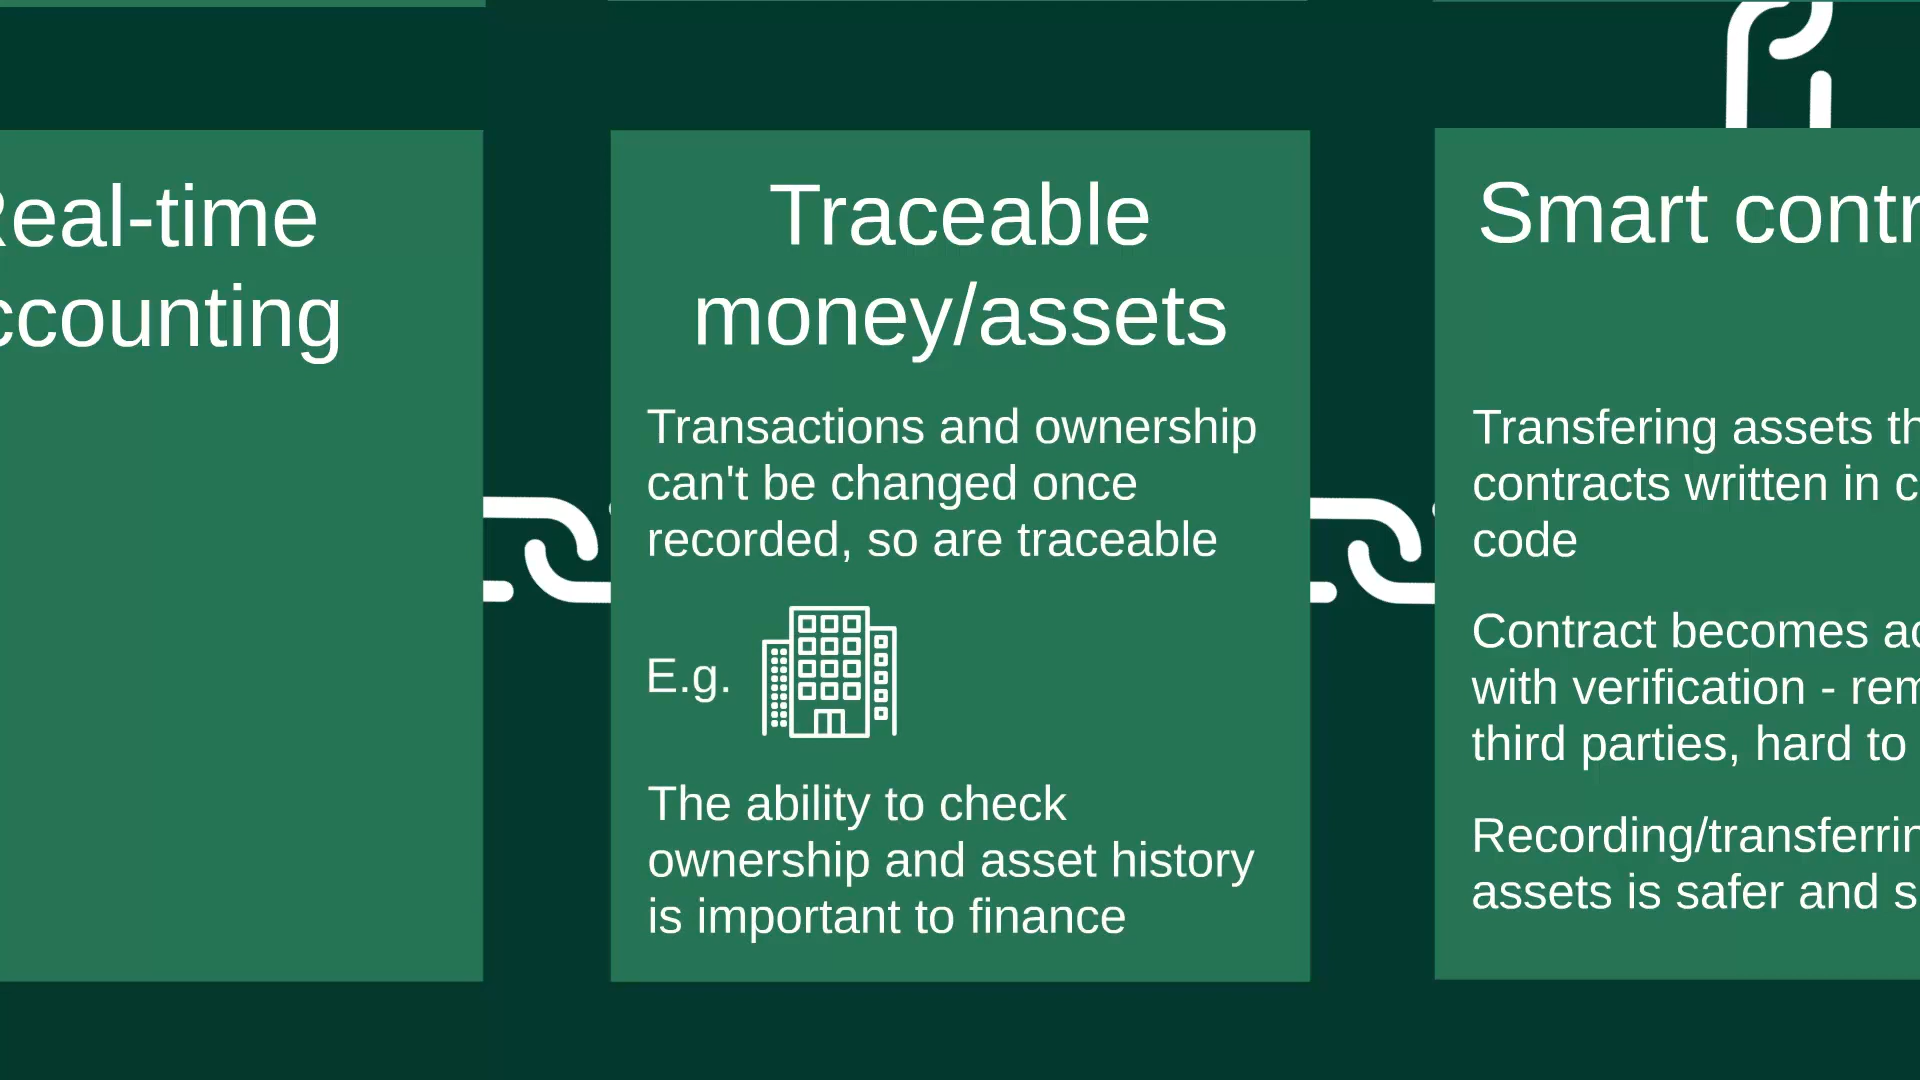 Real-time
ccounting
Traceable
money/assets
Transactions and ownership
can't be changed once
recorded, so are traceable
E.g.
The ability to check
ownership and asset history
is important to finance
Smart contr
Transfering assets th
contracts written in c
code
Contract becomes ac
with verification - rem
third parties, hard to
Recording/transferrin
assets is safer and s